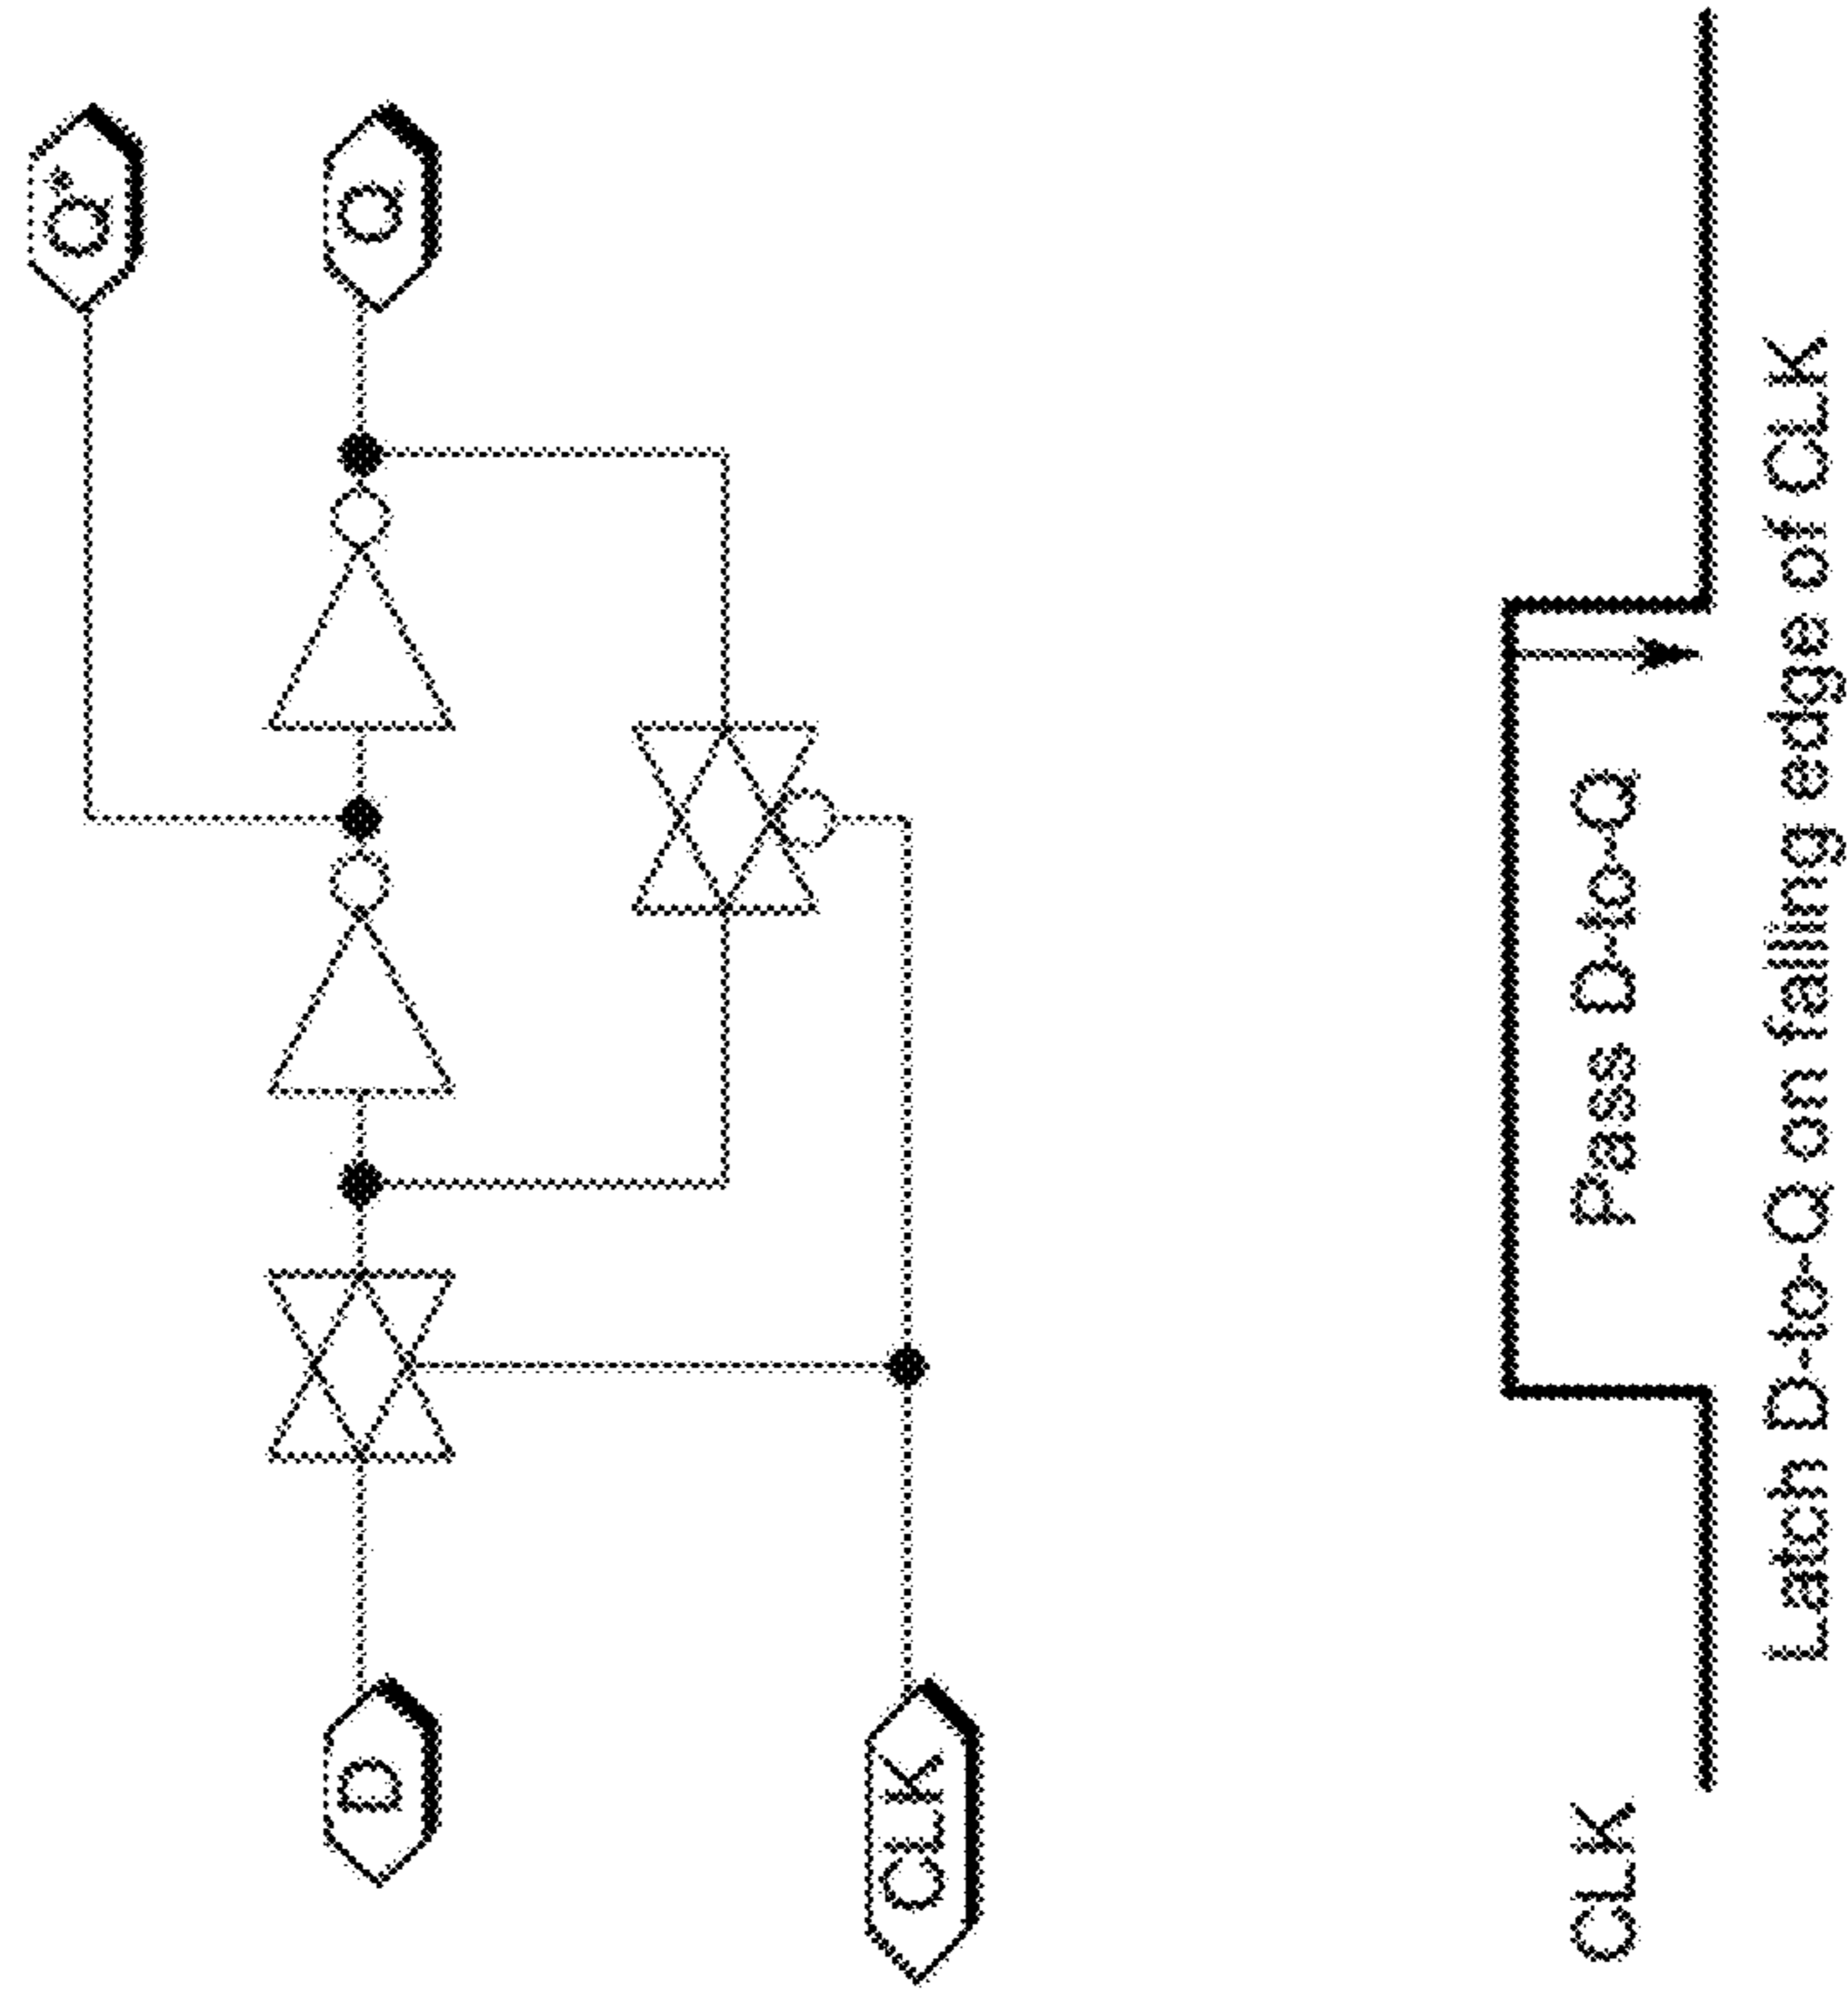 Q*
Q
D
CLK
CLK
Pass D-to-Q
Latch D-to-Q on falling edge of CLK